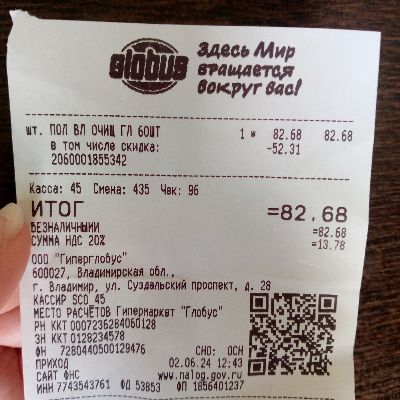 globus
Здесь Мир
вращается
вокруг вас!
шт. ПОЛ ВЛ ОЧИЩ ГЛ 60ШТ 1 * 82.68 82.68
в том числе скидка: -52.31
2060001855342
Касса: 45 Смена: 435 Чек: 96
ИТОГ =82.68
БЕЗНАЛИЧНЫМИ =82.68
СУММА НДС 20% =13.78
ООО "Гиперглобус"
600027, Владимирская обл.,
г. Владимир, ул. Суздальский проспект, д. 28
КАССИР SCO 45
МЕСТО РАСЧЁТОВ Гипермаркет "Глобус"
РН ККТ 0007236284060128
ЗН ККТ 0128234578
ФН 7280440500129476 СНО: ОСН
ПРИХОД 02.06.24 12:43
САЙТ ФНС www.nalog.gov.ru
ИНН 7743543761 ФД 53853 ФП 1856401237